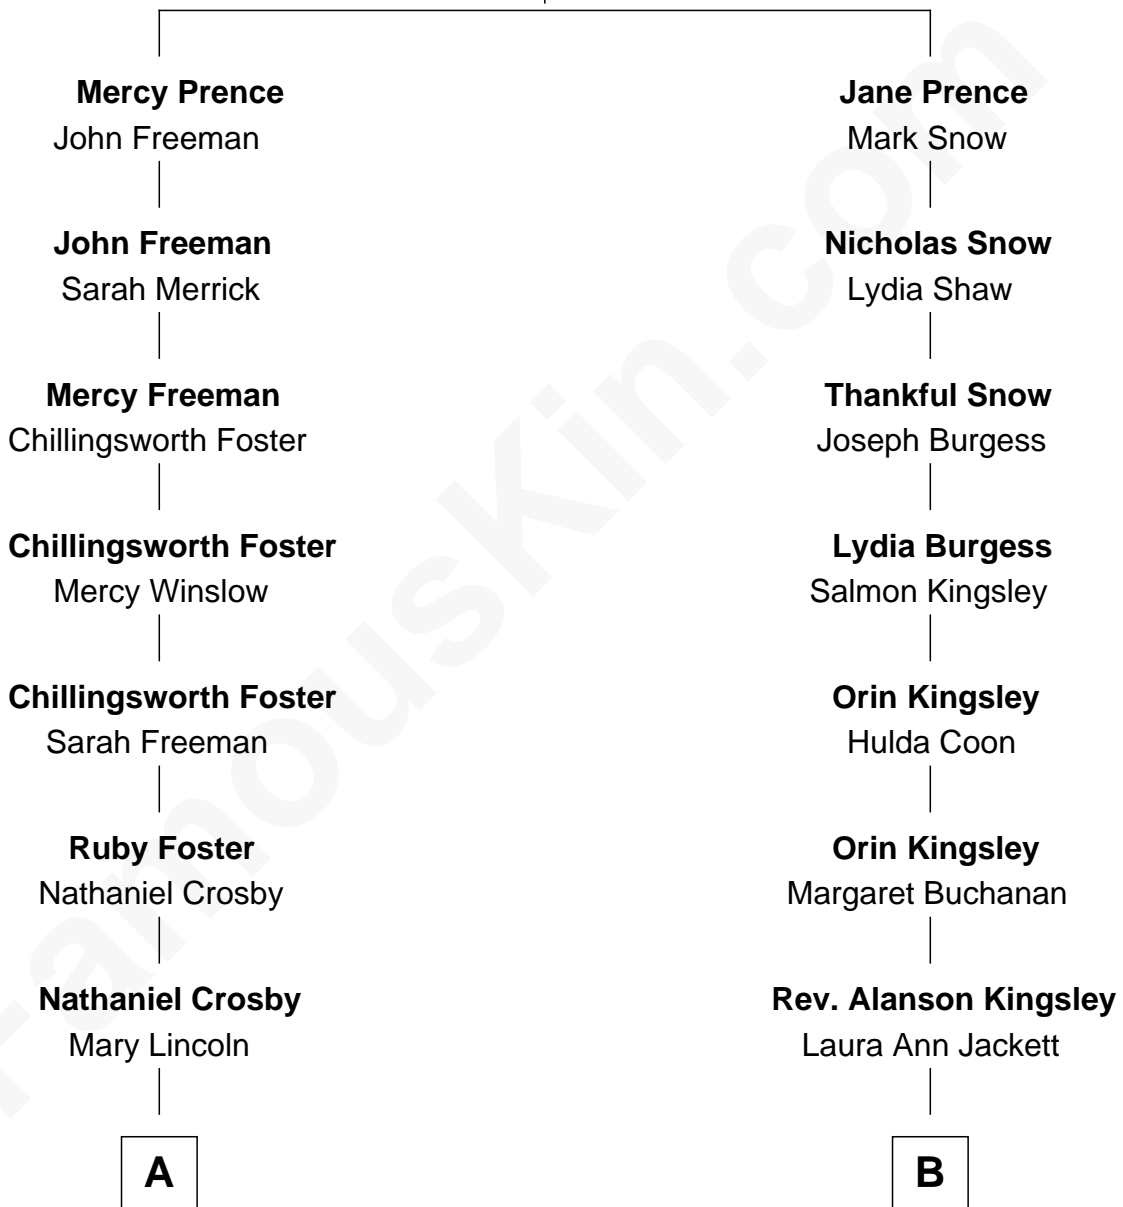 Mercy Prence
John Freeman
John Freeman
Sarah Merrick
Mercy Freeman
Chillingsworth Foster
Chillingsworth Foster
Mercy Winslow
Chillingsworth Foster
Sarah Freeman
Ruby Foster
Nathaniel Crosby
Nathaniel Crosby
Mary Lincoln
A
Jane Prence
Mark Snow
Nicholas Snow
Lydia Shaw
Thankful Snow
Joseph Burgess
Lydia Burgess
Salmon Kingsley
Orin Kingsley
Hulda Coon
Orin Kingsley
Margaret Buchanan
Rev. Alanson Kingsley
Laura Ann Jackett
B
FamousKin.com